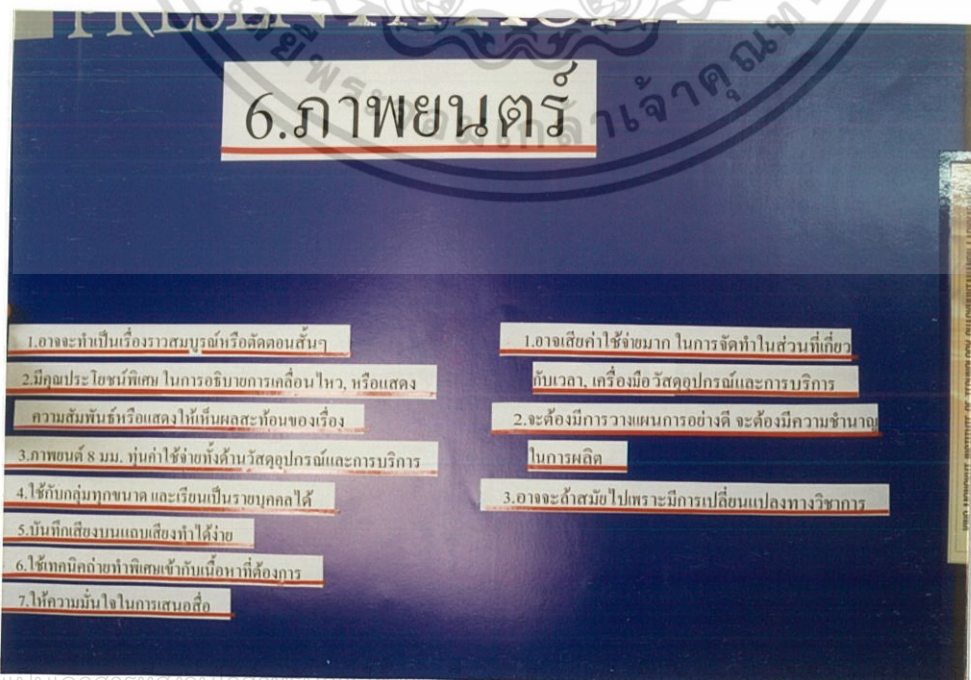 PRESENTATION
6.ภาพยนตร์
1.อาจจะทำเป็นเรื่องราวสมบูรณ์หรือตัดตอนสั้นๆ
2.มีคุณประโยชน์พิเศษ ในการอธิบายการเคลื่อนไหว, หรือแสดง
ความสัมพันธ์หรือแสดงให้เห็นผลสะท้อนของเรื่อง
3.ภาพยนต์ 8 มม. ทุ่นค่าใช้จ่ายทั้งด้านวัสดุอุปกรณ์และการบริการ
4.ใช้กับกลุ่มทุกขนาด และเรียนเป็นรายบุคคลได้
5.บันทึกเสียงบนแถบเสียงทำได้ง่าย
6.ใช้เทคนิคถ่ายทำพิเศษเข้ากับเนื้อหาที่ต้องการ
7.ให้ความมั่นใจในการเสนอสื่อ
1.อาจเสียค่าใช้จ่ายมาก ในการจัดทำในส่วนที่เกี่ยว
กับเวลา, เครื่องมือ วัสดุอุปกรณ์และการบริการ
2.จะต้องมีการวางแผนการอย่างดี จะต้องมีความชำนาญ
ในการผลิต
3.อาจจะล้าสมัยไปเพราะมีการเปลี่ยนแปลงทางวิชาการ